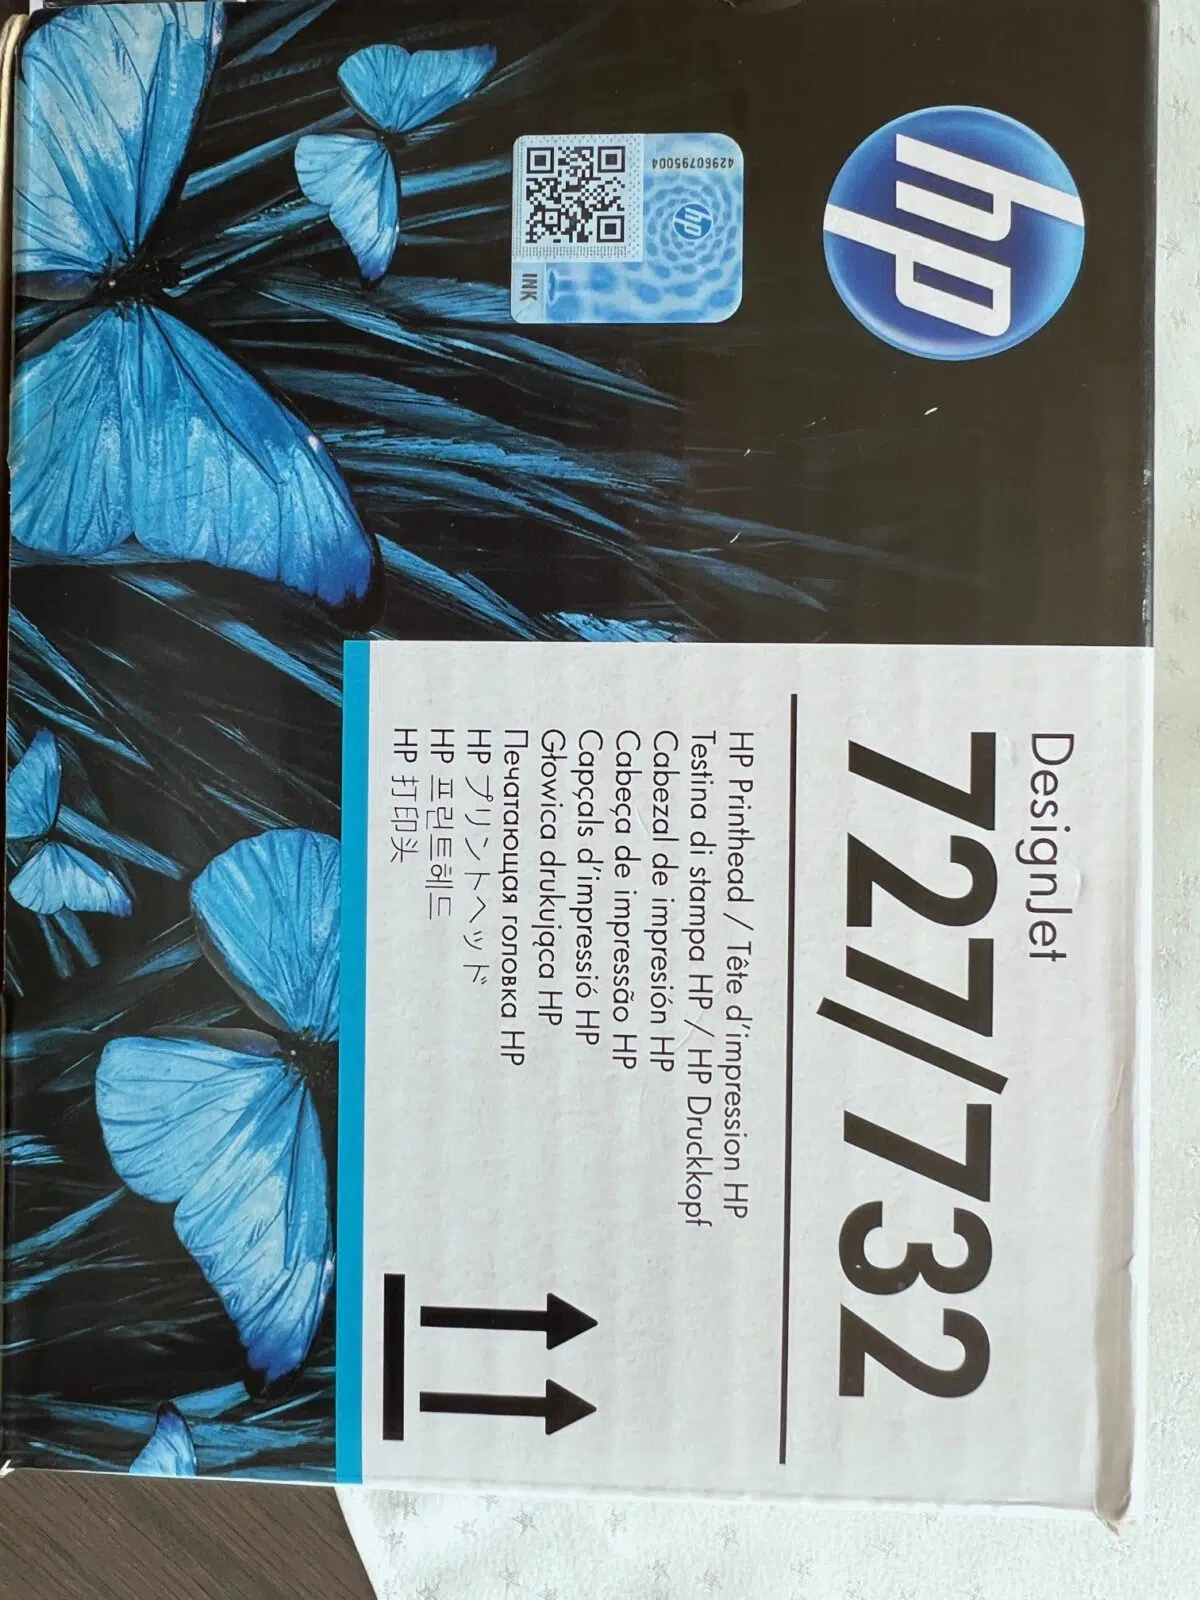 hp
42960795004
hp
INK
DesignJet
727/732
HP Printhead / Tête d'impression HP
Testina di stampa HP / HP Druckkopf
Cabezal de impresión HP
Cabeça de impressão HP
Capçals d'impressió HP
Głowica drukująca HP
Печатающая головка HP
HP プリントヘッド
HP 프린트헤드
HP 打印头